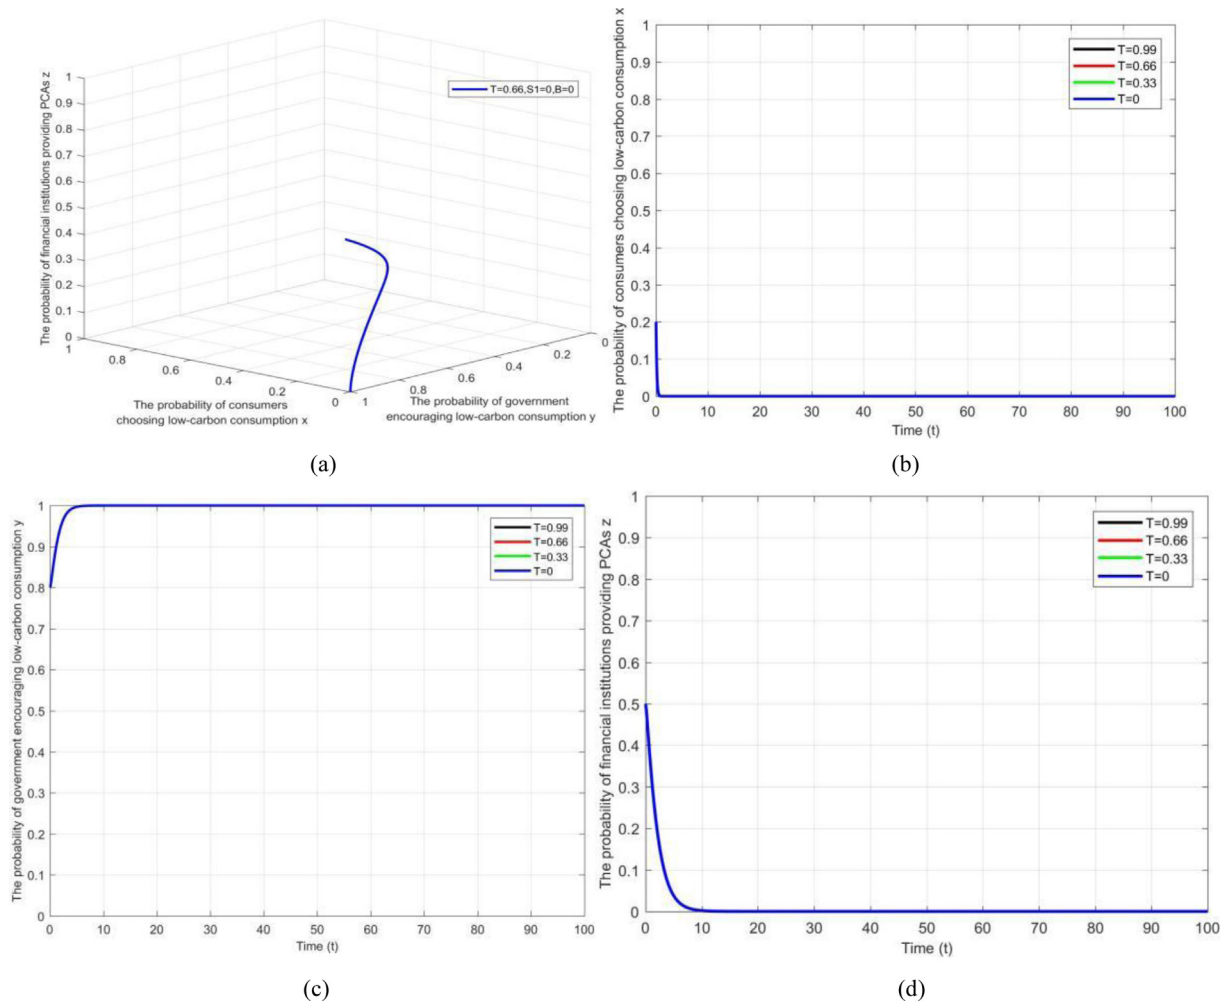 The probability of financial institutions providing PCAs z
1
0.9
0.8
0.7
0.6
0.5
0.4
0.3
0.2
0.1
0
T=0.66,S1=0,B=0
1
0.8
0.6
0.4
0.2
0
The probability of consumers
choosing low-carbon consumption x
1
0.8
0.6
0.4
0.2
0
The probability of government
encouraging low-carbon consumption y
(a)
The probability of consumers choosing low-carbon consumption x
1
0.9
0.8
0.7
0.6
0.5
0.4
0.3
0.2
0.1
0
T=0.99
T=0.66
T=0.33
T=0
0 10 20 30 40 50 60 70 80 90 100
Time (t)
(b)
The probability of government encouraging low-carbon consumption y
1
0.9
0.8
0.7
0.6
0.5
0.4
0.3
0.2
0.1
0
T=0.99
T=0.66
T=0.33
T=0
0 10 20 30 40 50 60 70 80 90 100
Time (t)
(c)
The probability of financial institutions providing PCAs z
1
0.9
0.8
0.7
0.6
0.5
0.4
0.3
0.2
0.1
0
T=0.99
T=0.66
T=0.33
T=0
0 10 20 30 40 50 60 70 80 90 100
Time (t)
(d)